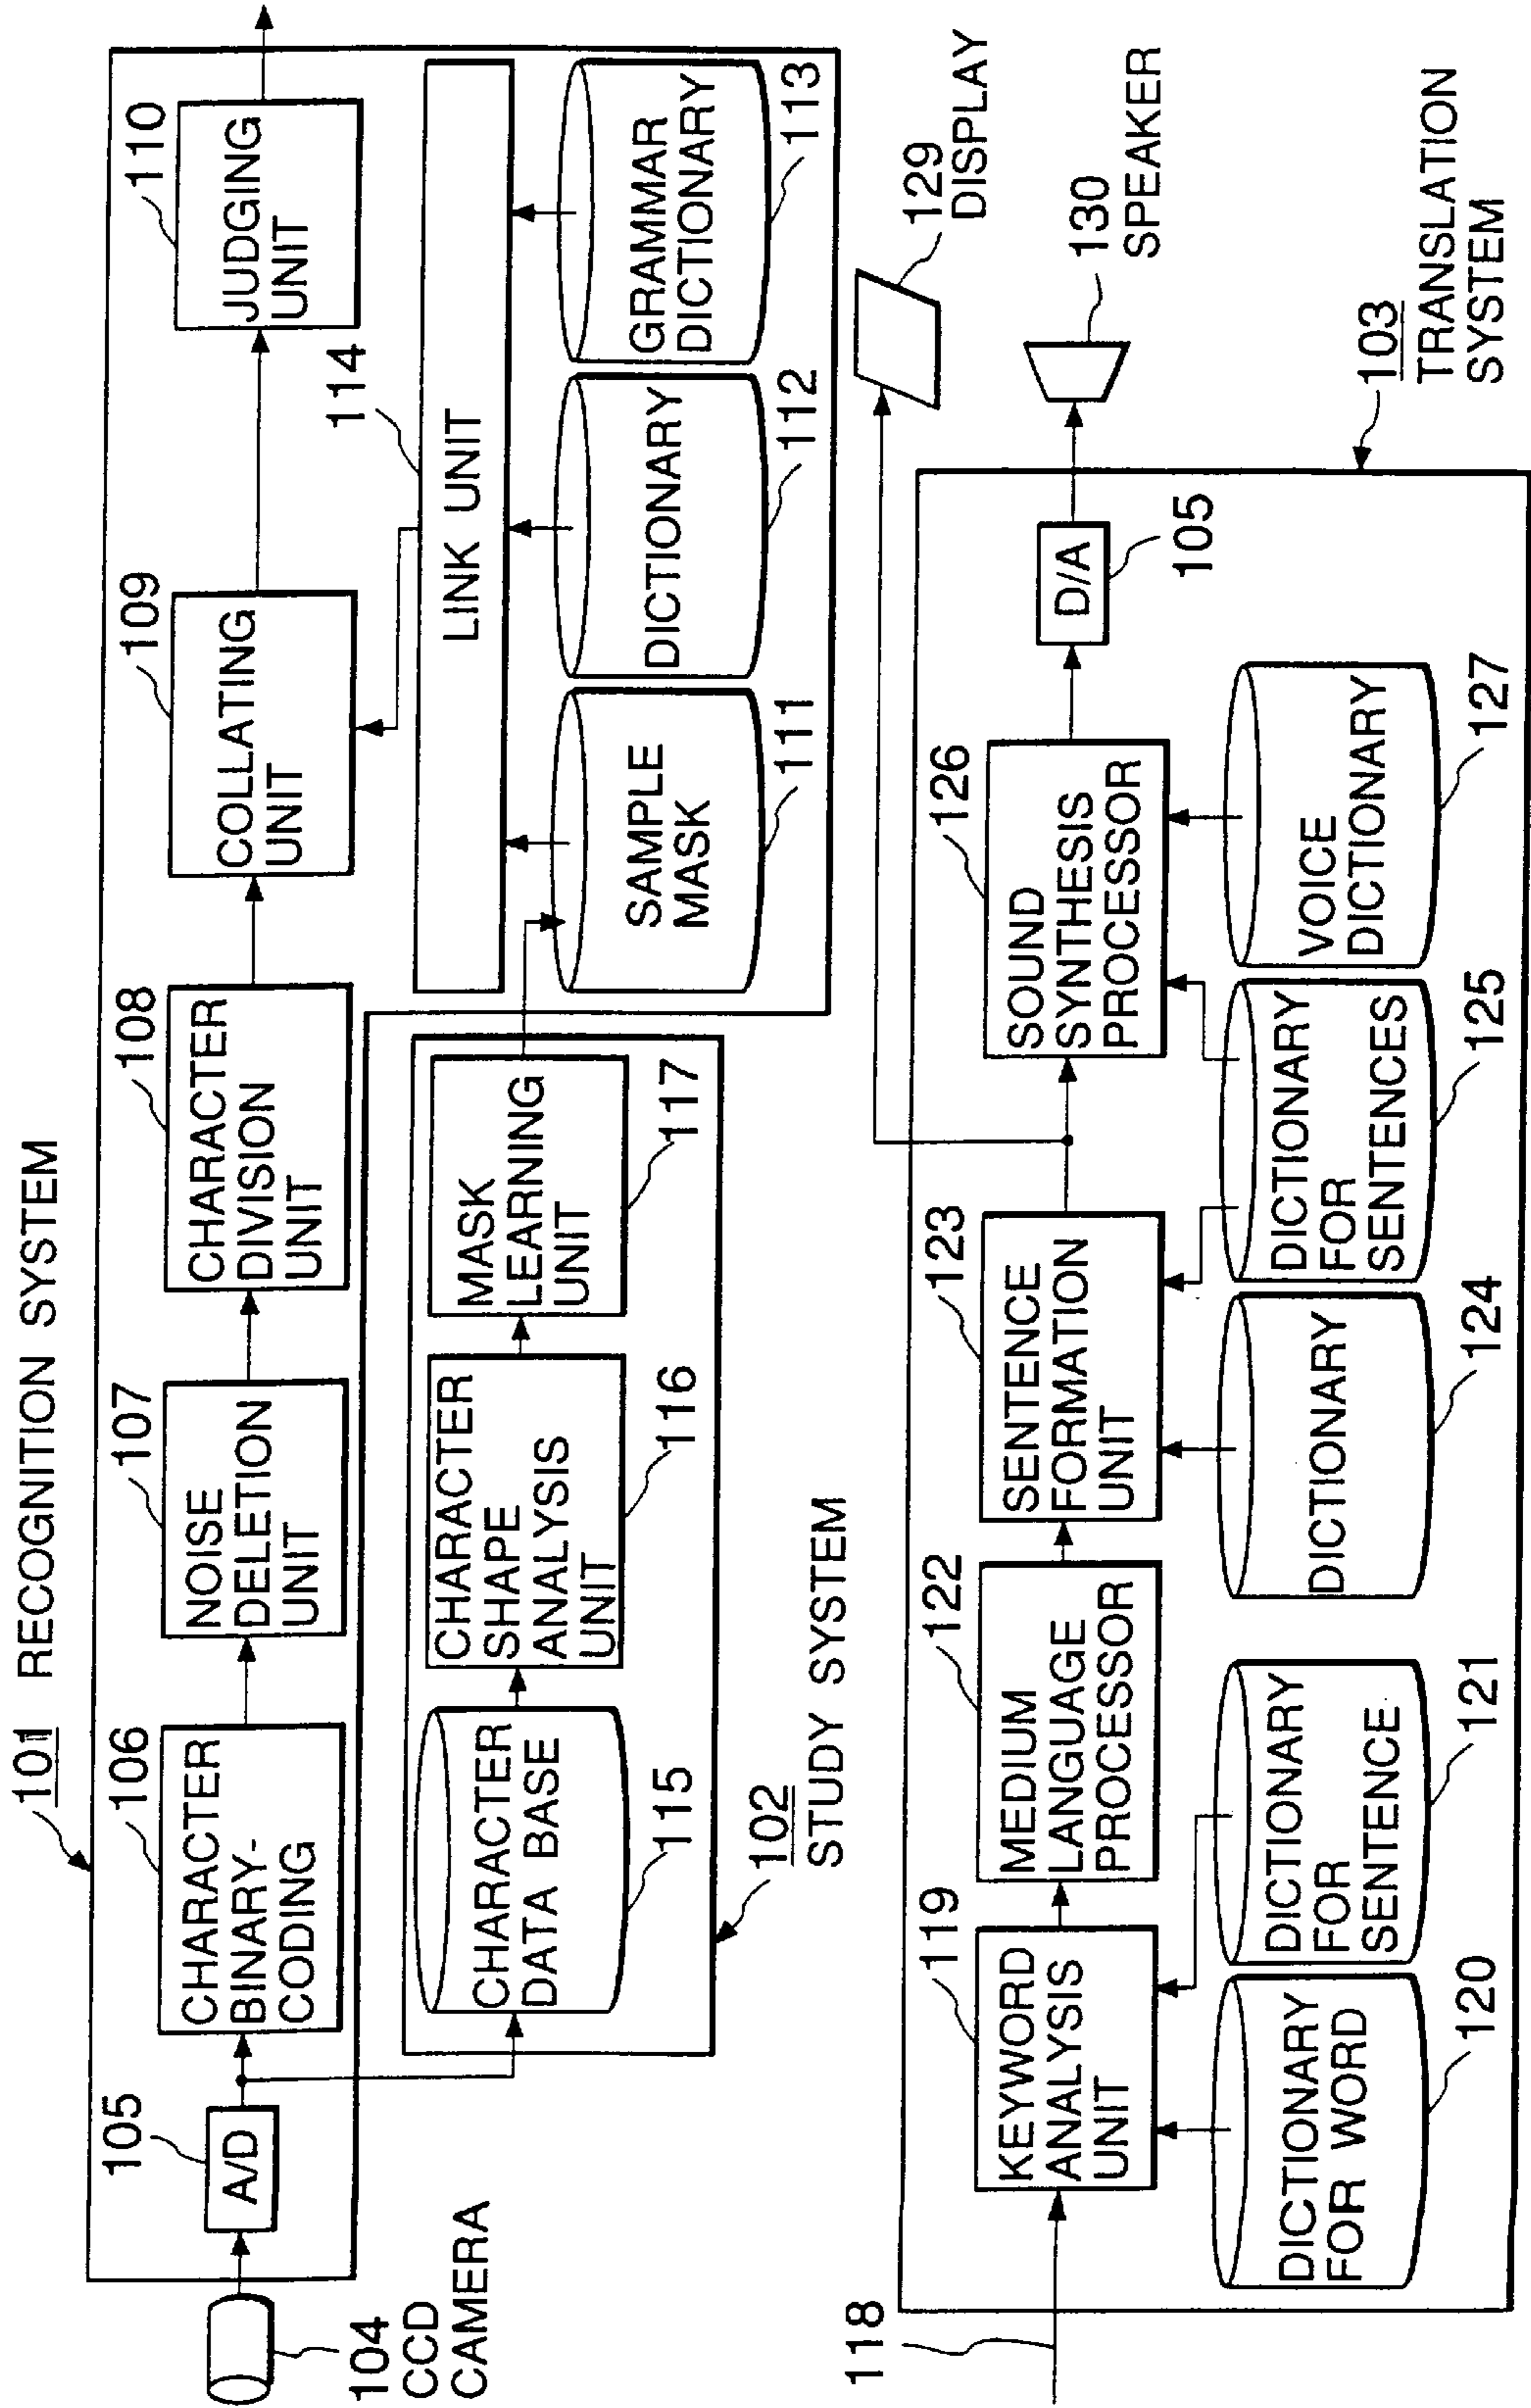 101 RECOGNITION SYSTEM
104
CCD
CAMERA
105
A/D
106
CHARACTER
BINARY-
CODING
107
NOISE
DELETION
UNIT
108
CHARACTER
DIVISION
UNIT
109
COLLATING
UNIT
110
JUDGING
UNIT
114
LINK UNIT
SAMPLE
MASK
111
DICTIONARY
112
GRAMMAR
DICTIONARY
113
CHARACTER
DATA BASE
115
CHARACTER
SHAPE
ANALYSIS
UNIT
116
MASK
LEARNING
UNIT
117
102
STUDY SYSTEM
118
119
KEYWORD
ANALYSIS
UNIT
122
MEDIUM
LANGUAGE
PROCESSOR
123
SENTENCE
FORMATION
UNIT
126
SOUND
SYNTHESIS
PROCESSOR
D/A
105
129
DISPLAY
130
SPEAKER
DICTIONARY
FOR WORD
120
DICTIONARY
FOR
SENTENCE
121
DICTIONARY
124
DICTIONARY
FOR
SENTENCES
125
VOICE
DICTIONARY
127
103
TRANSLATION
SYSTEM